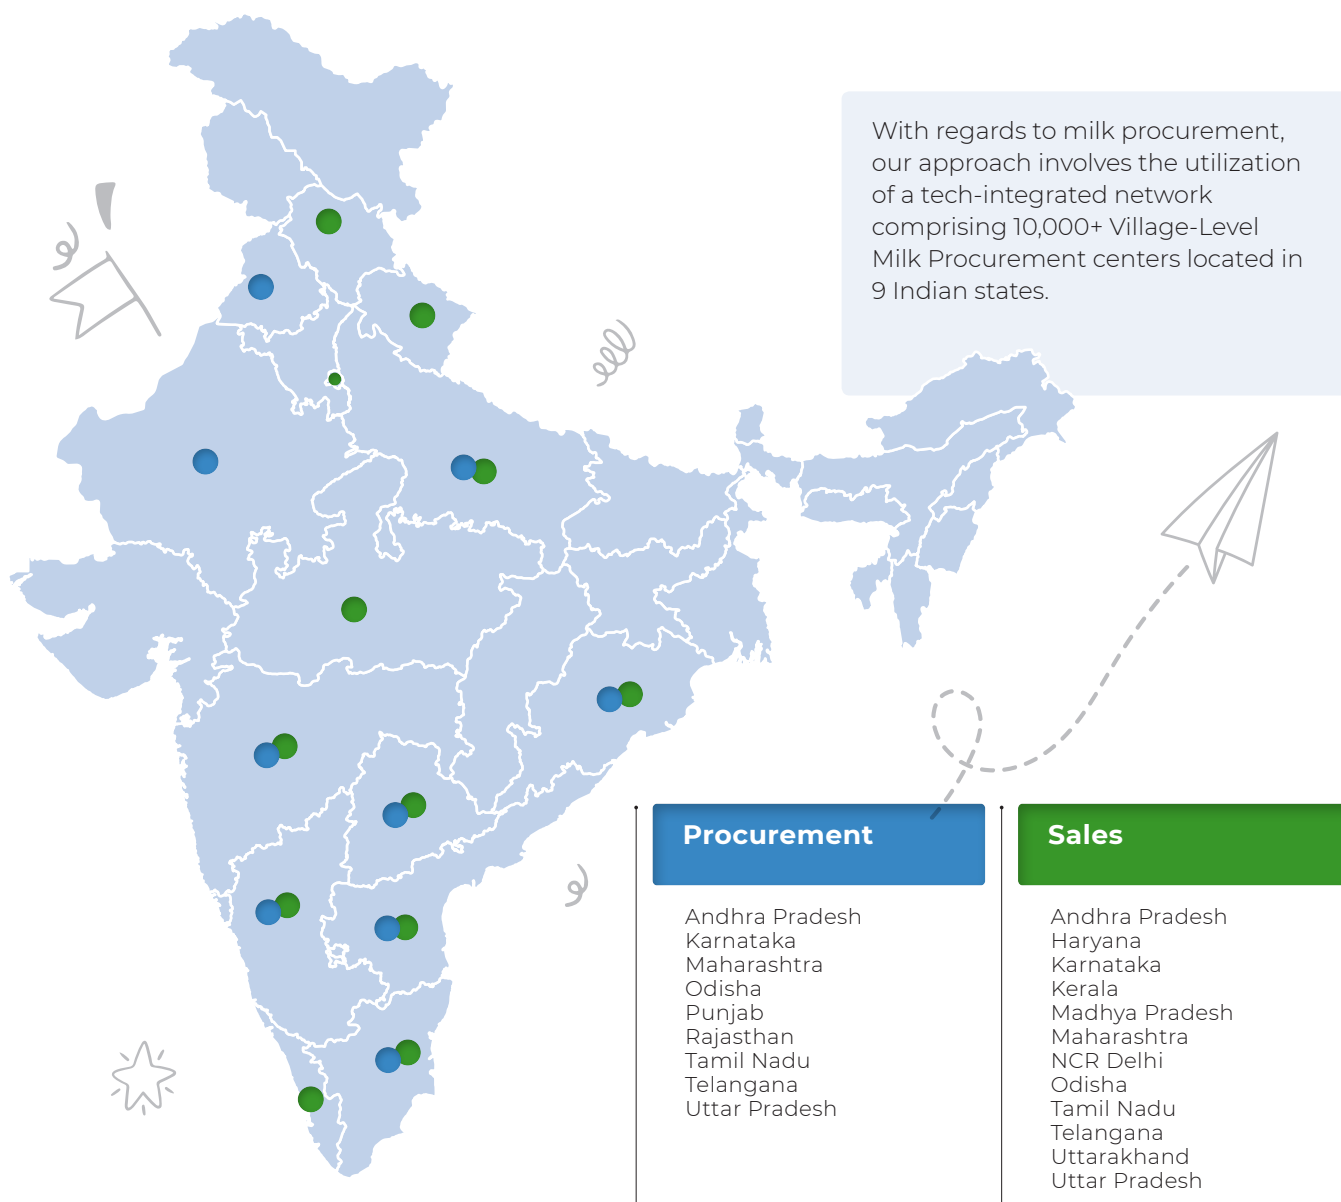 With regards to milk procurement,
our approach involves the utilization
of a tech-integrated network
comprising 10,000+ Village-Level
Milk Procurement centers located in
9 Indian states.
Procurement
Andhra Pradesh
Karnataka
Maharashtra
Odisha
Punjab
Rajasthan
Tamil Nadu
Telangana
Uttar Pradesh
Sales
Andhra Pradesh
Haryana
Karnataka
Kerala
Madhya Pradesh
Maharashtra
NCR Delhi
Odisha
Tamil Nadu
Telangana
Uttarakhand
Uttar Pradesh